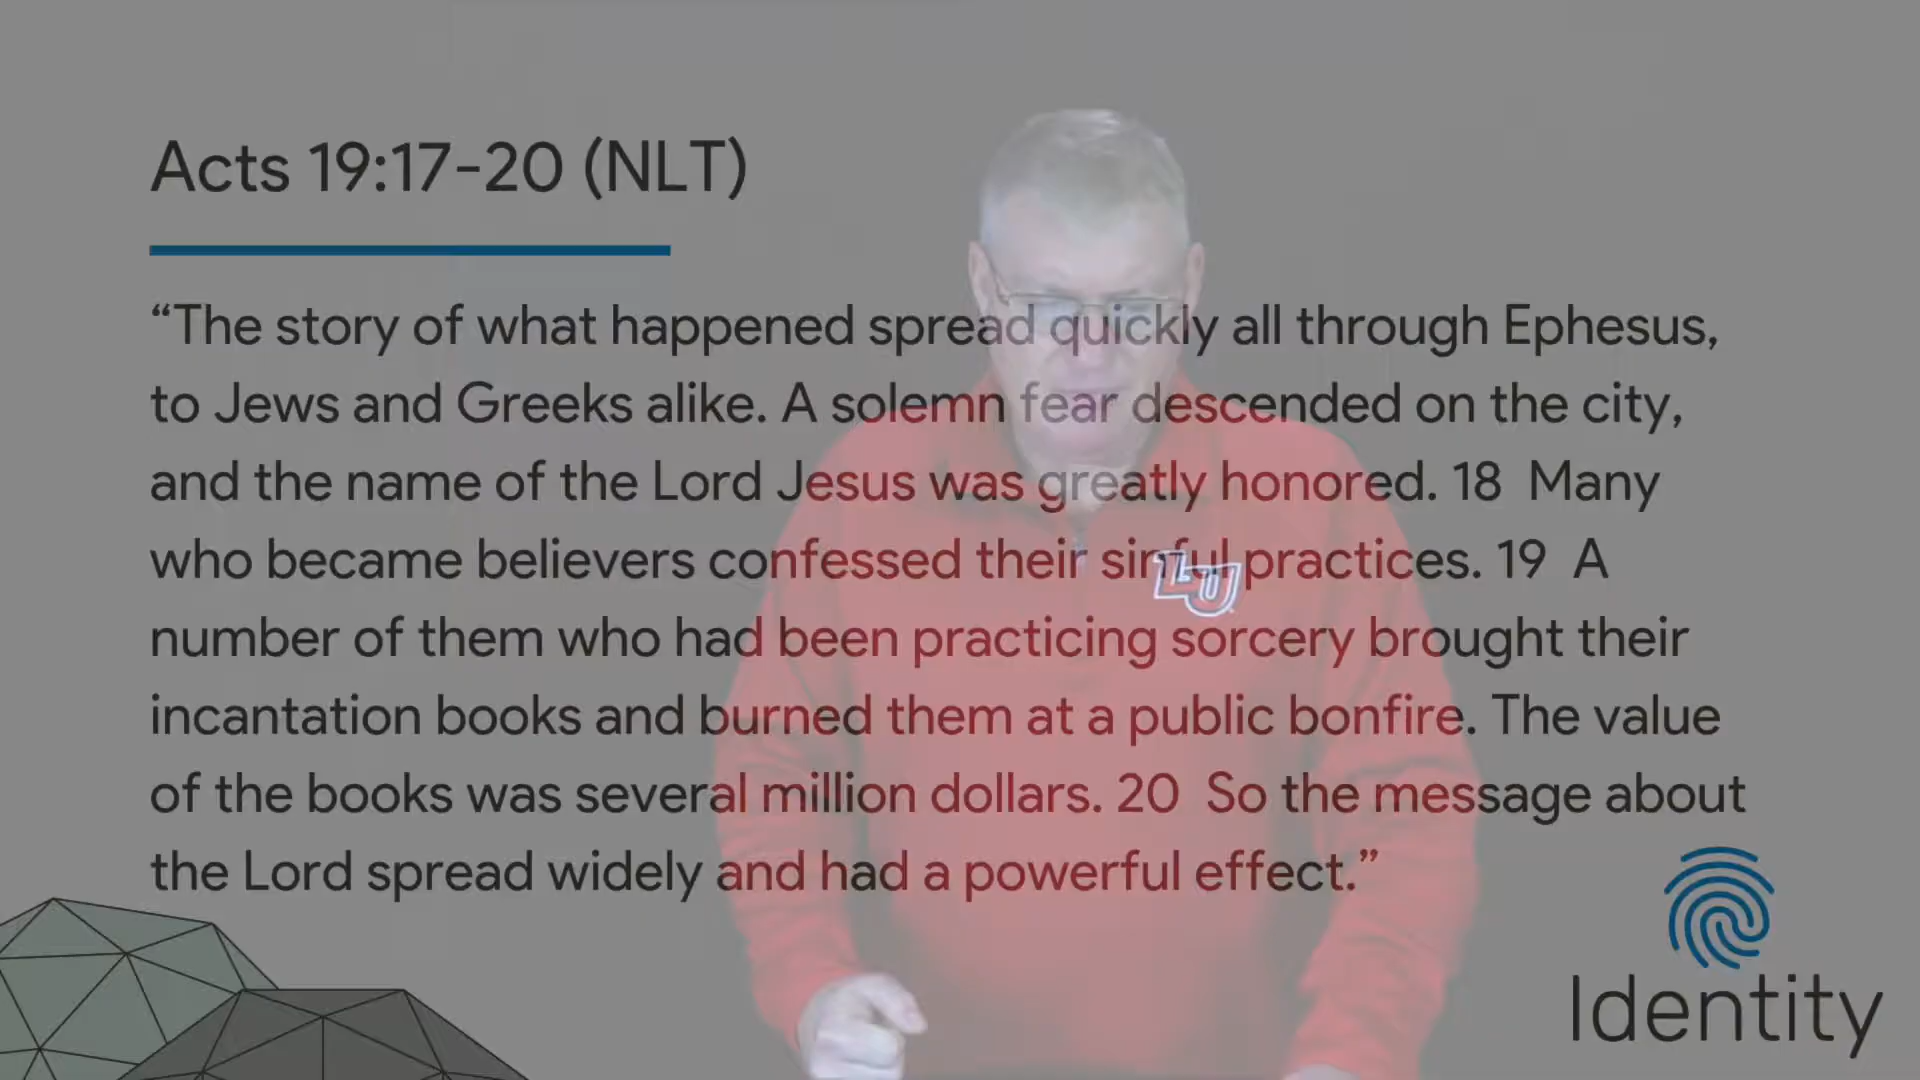 Acts 19:17-20 (NLT)
“The story of what happened spread quickly all through Ephesus,
to Jews and Greeks alike. A solemn fear descended on the city,
and the name of the Lord Jesus was greatly honored. 18  Many
who became believers confessed their sinful practices. 19  A
number of them who had been practicing sorcery brought their
incantation books and burned them at a public bonfire. The value
of the books was several million dollars. 20  So the message about
the Lord spread widely and had a powerful effect.”
LU
Identity